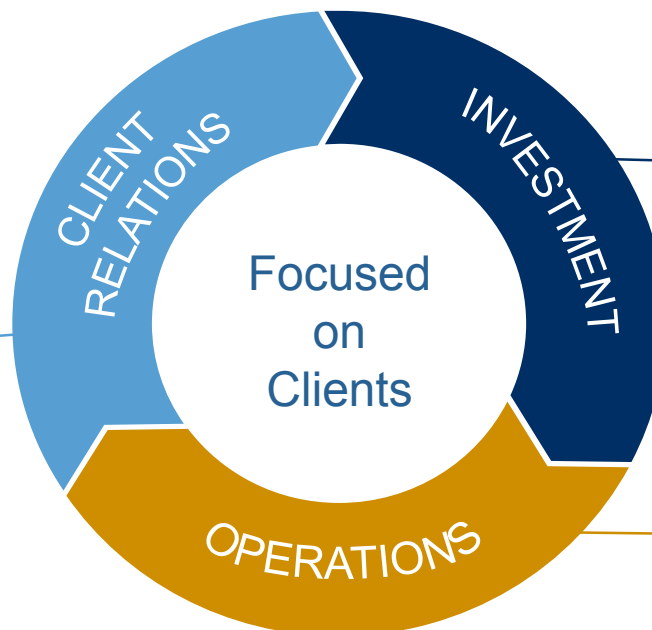 CLIENT
RELATIONS
INVESTMENT
Focused
on
Clients
OPERATIONS